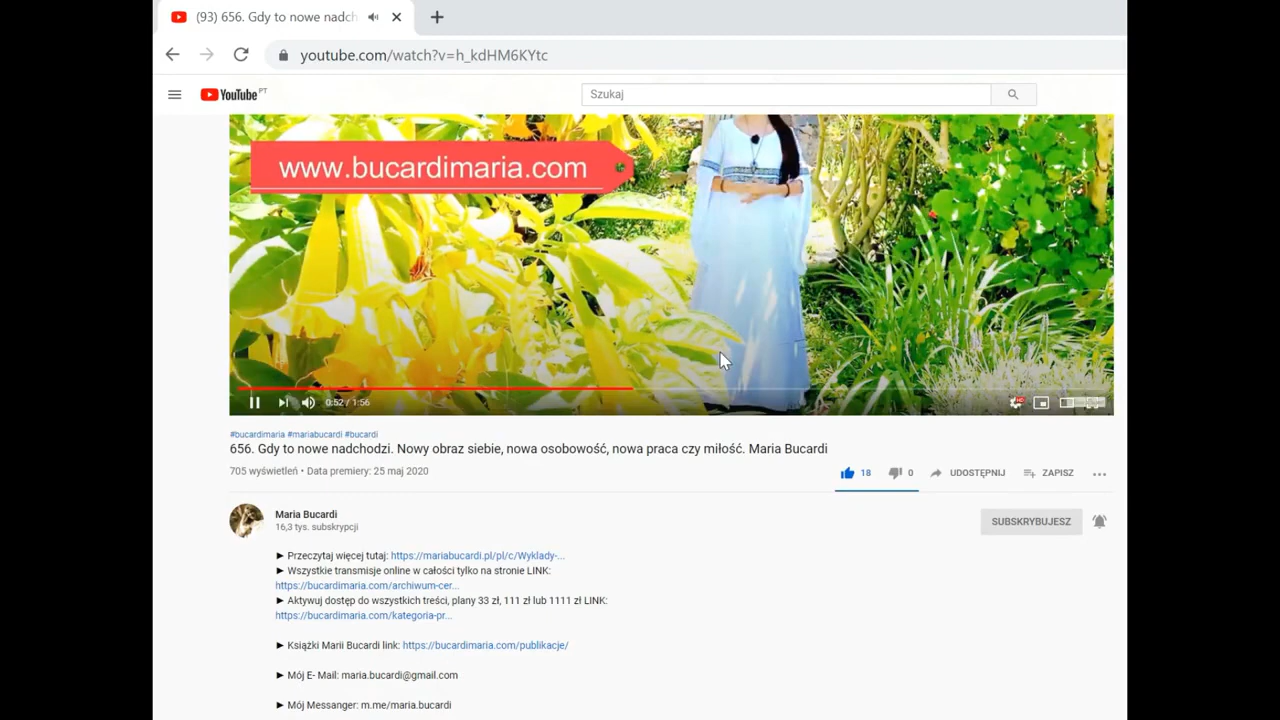 (93) 656. Gdy to nowe nadch
youtube.com/watch?v=h_kdHM6KYtc
YouTube PT
Szukaj
www.bucardimaria.com
0:52 / 1:56
#bucardimaria #mariabucardi #bucardi
656. Gdy to nowe nadchodzi. Nowy obraz siebie, nowa osobowość, nowa praca czy miłość. Maria Bucardi
705 wyświetleń • Data premiery: 25 maj 2020
18 0 UDOSTĘPNIJ ZAPISZ
Maria Bucardi
16,3 tys. subskrypcji
SUBSKRYBUJESZ
► Przeczytaj więcej tutaj: https://mariabucardi.pl/pl/c/Wyklady-...
► Wszystkie transmisje online w całości tylko na stronie LINK:
https://bucardimaria.com/archiwum-cer...
► Aktywuj dostęp do wszystkich treści, plany 33 zł, 111 zł lub 1111 zł LINK:
https://bucardimaria.com/kategoria-pr...
► Książki Marii Bucardi link: https://bucardimaria.com/publikacje/
► Mój E- Mail: maria.bucardi@gmail.com
► Mój Messanger: m.me/maria.bucardi